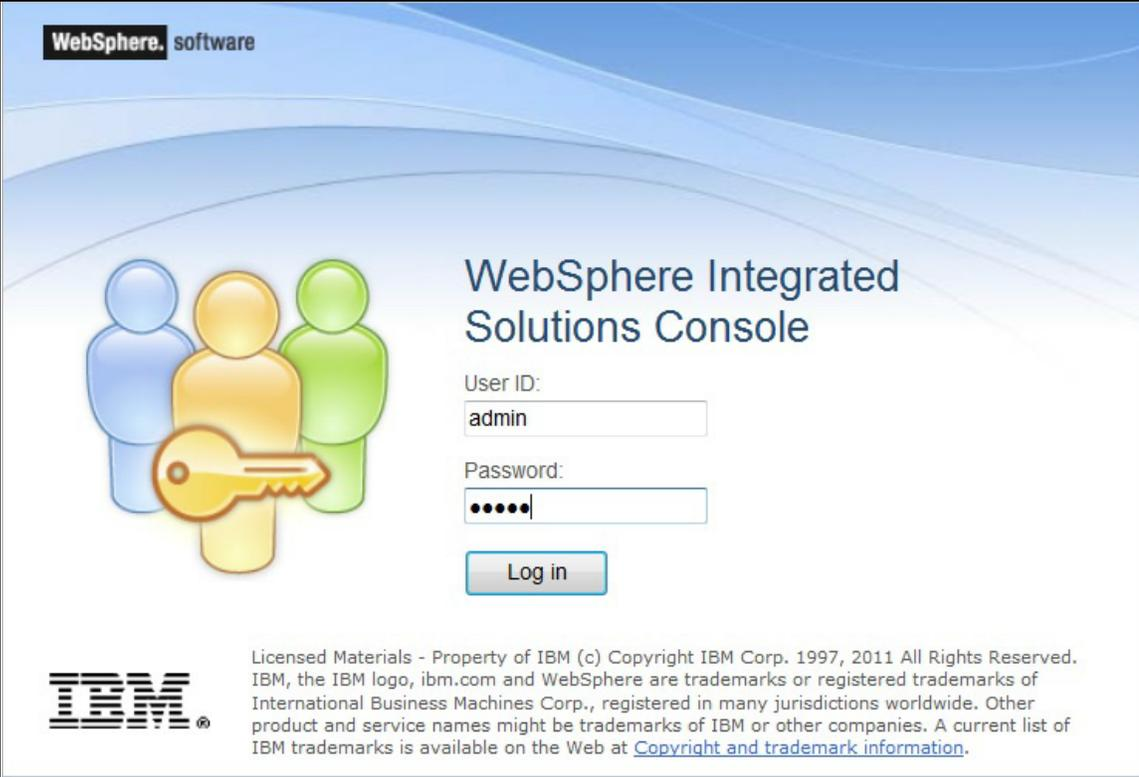 WebSphere. software
WebSphere Integrated
Solutions Console
User ID:
admin
Password:
•••••
Log in
IBM®
Licensed Materials - Property of IBM (c) Copyright IBM Corp. 1997, 2011 All Rights Reserved.
IBM, the IBM logo, ibm.com and WebSphere are trademarks or registered trademarks of
International Business Machines Corp., registered in many jurisdictions worldwide. Other
product and service names might be trademarks of IBM or other companies. A current list of
IBM trademarks is available on the Web at Copyright and trademark information.